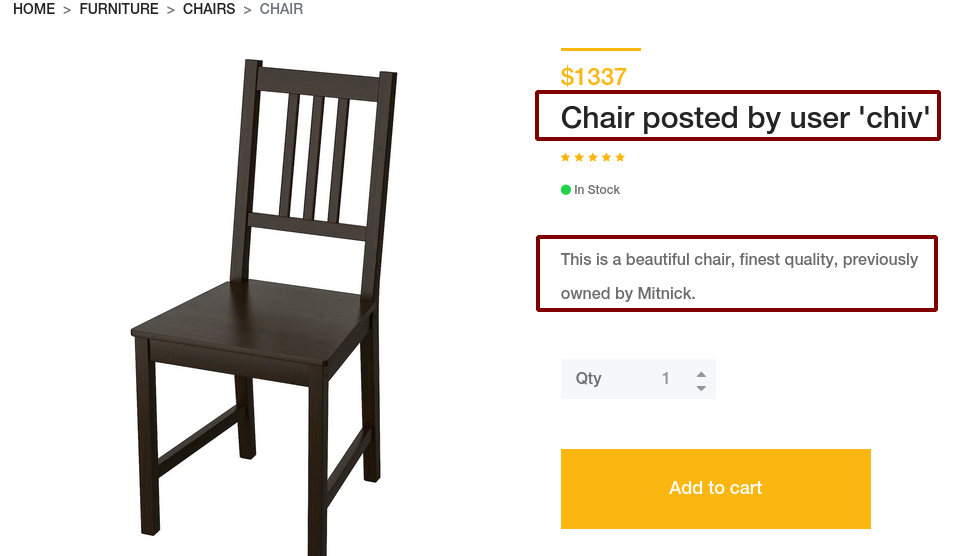 HOME > FURNITURE > CHAIRS > CHAIR
$1337
Chair posted by user 'chiv'
In Stock
This is a beautiful chair, finest quality, previously
owned by Mitnick.
Qty 1
Add to cart